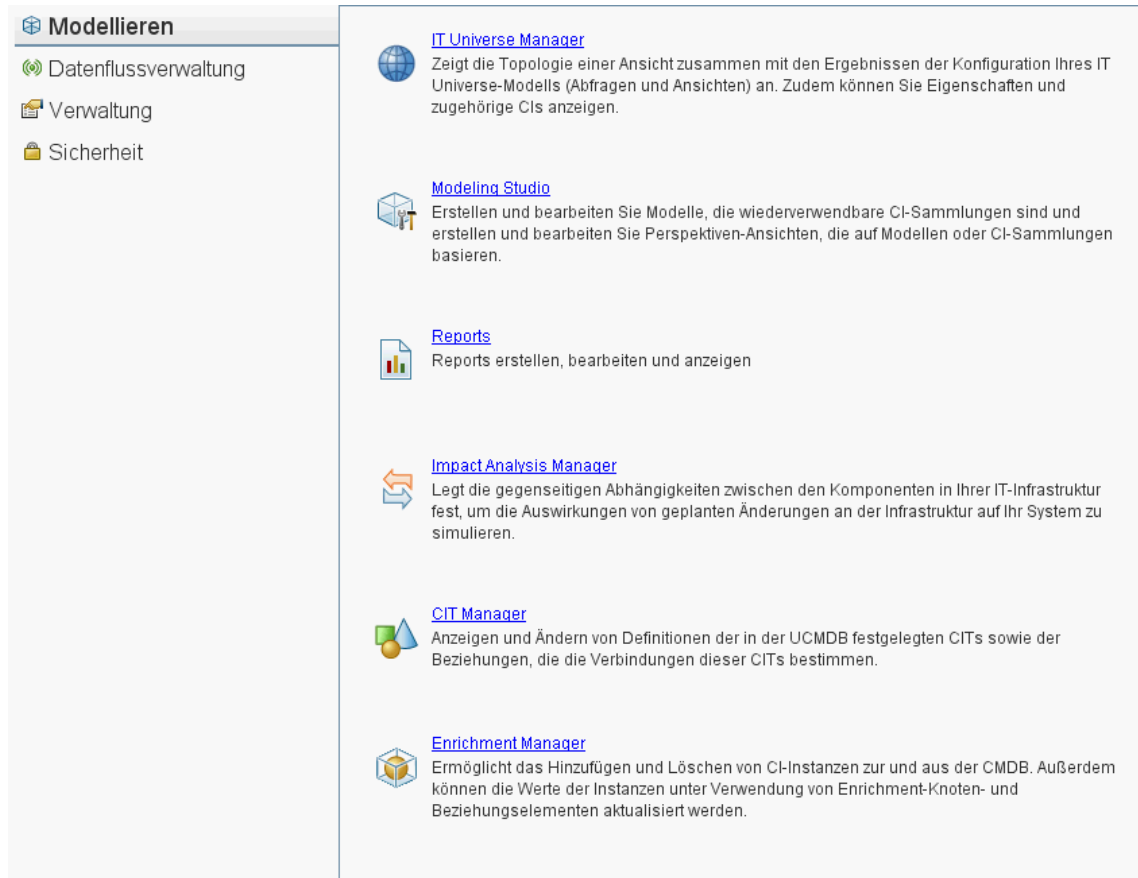 Modellieren
Datenflussverwaltung
Verwaltung
Sicherheit
IT Universe Manager
Zeigt die Topologie einer Ansicht zusammen mit den Ergebnissen der Konfiguration Ihres IT
Universe-Modells (Abfragen und Ansichten) an. Zudem können Sie Eigenschaften und
zugehörige CIs anzeigen.
Modeling Studio
Erstellen und bearbeiten Sie Modelle, die wiederverwendbare CI-Sammlungen sind und
erstellen und bearbeiten Sie Perspektiven-Ansichten, die auf Modellen oder CI-Sammlungen
basieren.
Reports
Reports erstellen, bearbeiten und anzeigen
Impact Analysis Manager
Legt die gegenseitigen Abhängigkeiten zwischen den Komponenten in Ihrer IT-Infrastruktur
fest, um die Auswirkungen von geplanten Änderungen an der Infrastruktur auf Ihr System zu
simulieren.
CIT Manager
Anzeigen und Ändern von Definitionen der in der UCMDB festgelegten CITs sowie der
Beziehungen, die die Verbindungen dieser CITs bestimmen.
Enrichment Manager
Ermöglicht das Hinzufügen und Löschen von CI-Instanzen zur und aus der CMDB. Außerdem
können die Werte der Instanzen unter Verwendung von Enrichment-Knoten- und
Beziehungselementen aktualisiert werden.